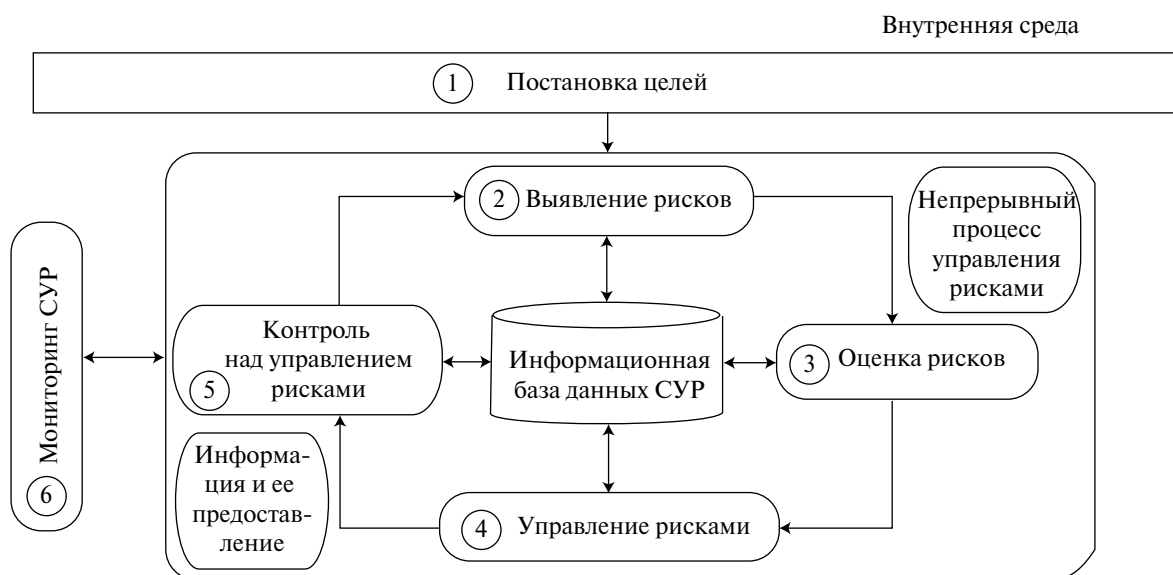 Внутренняя среда
1 Постановка целей
2 Выявление рисков
Непрерывный
процесс
управления
рисками
6 Мониторинг СУР
Контроль
над управлением
рисками
5
Информационная
база данных СУР
3 Оценка рисков
Информа-
ция и ее
предостав-
ление
4 Управление рисками